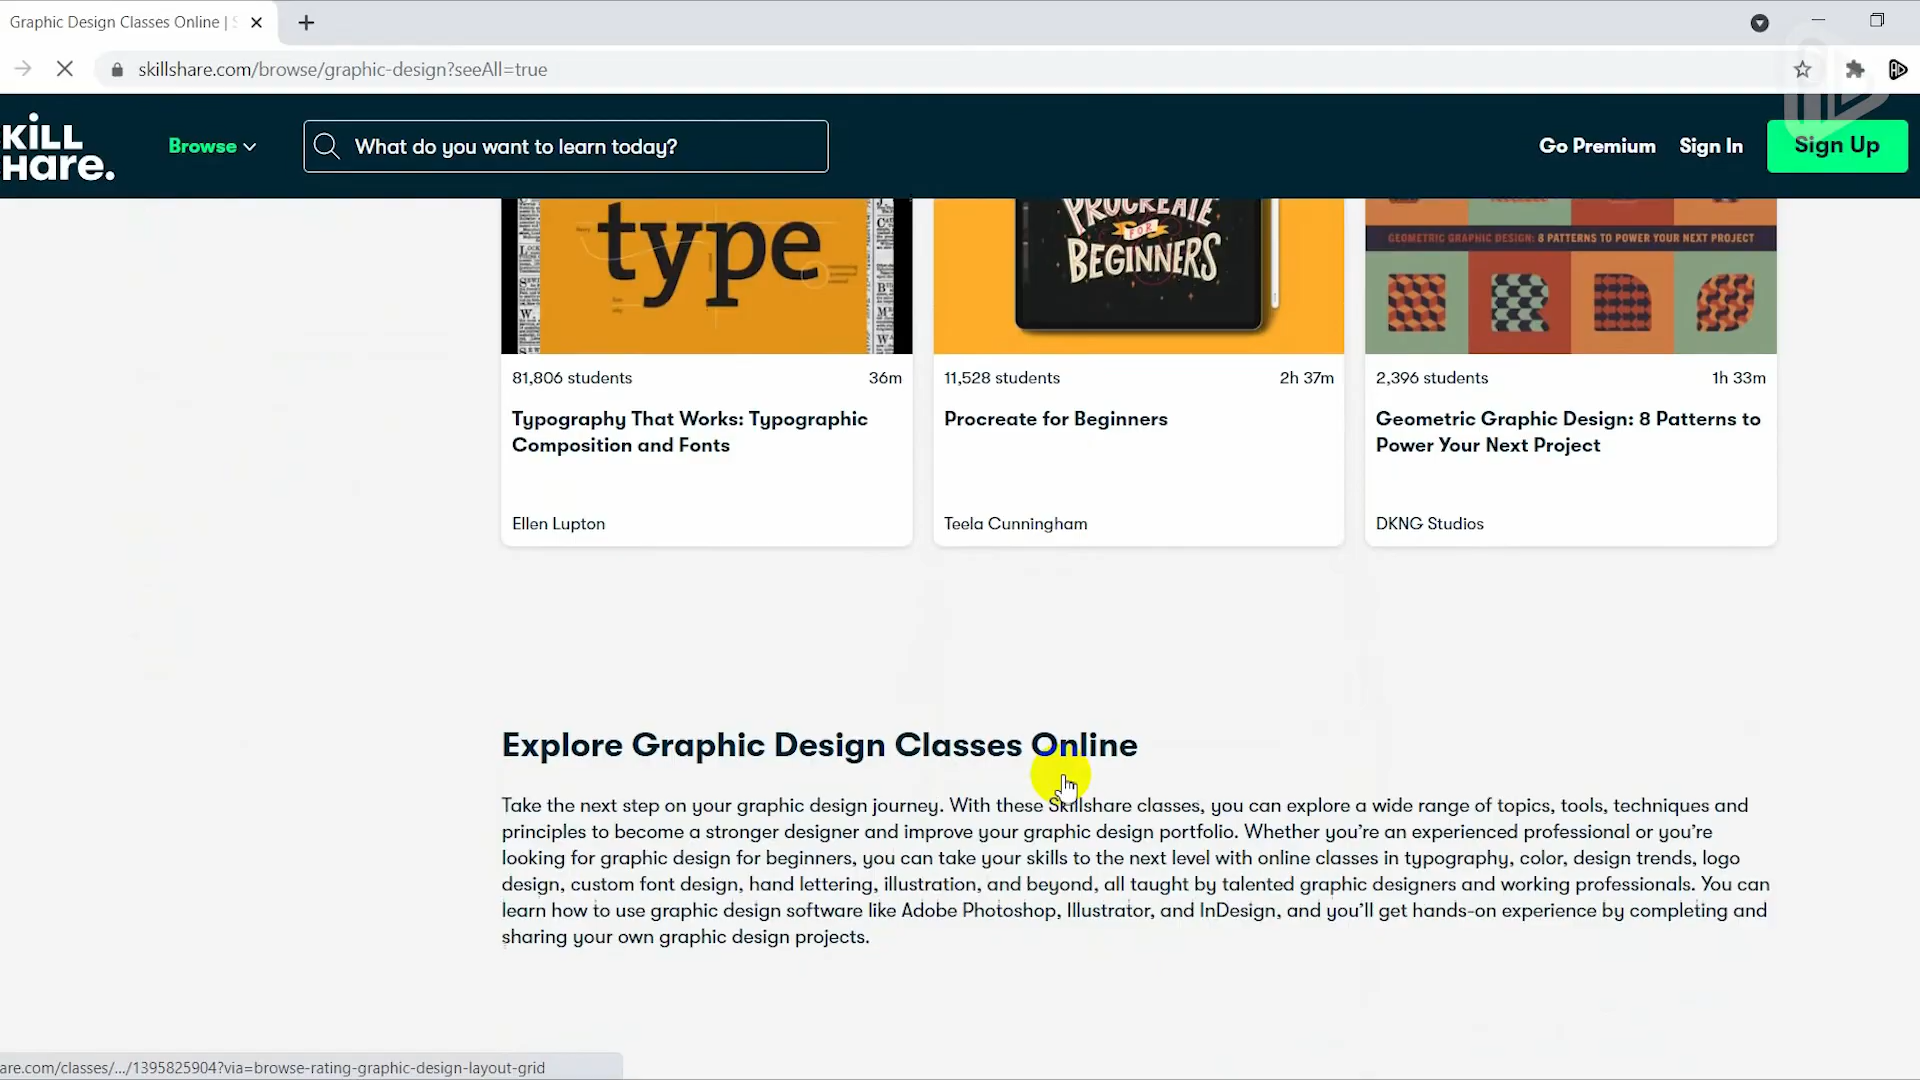 Graphic Design Classes Online |
skillshare.com/browse/graphic-design?seeAll=true
KILL
Hare.
Browse
What do you want to learn today?
Go Premium
Sign In
Sign Up
type
PROCREATE
FOR
BEGINNERS
GEOMETRIC GRAPHIC DESIGN: 8 PATTERNS TO POWER YOUR NEXT PROJECT
81,806 students
36m
Typography That Works: Typographic
Composition and Fonts
Ellen Lupton
11,528 students
2h 37m
Procreate for Beginners
Teela Cunningham
2,396 students
1h 33m
Geometric Graphic Design: 8 Patterns to
Power Your Next Project
DKNG Studios
Explore Graphic Design Classes Online
Take the next step on your graphic design journey. With these Skillshare classes, you can explore a wide range of topics, tools, techniques and
principles to become a stronger designer and improve your graphic design portfolio. Whether you're an experienced professional or you're
looking for graphic design for beginners, you can take your skills to the next level with online classes in typography, color, design trends, logo
design, custom font design, hand lettering, illustration, and beyond, all taught by talented graphic designers and working professionals. You can
learn how to use graphic design software like Adobe Photoshop, Illustrator, and InDesign, and you'll get hands-on experience by completing and
sharing your own graphic design projects.
are.com/classes/.../1395825904?via=browse-rating-graphic-design-layout-grid